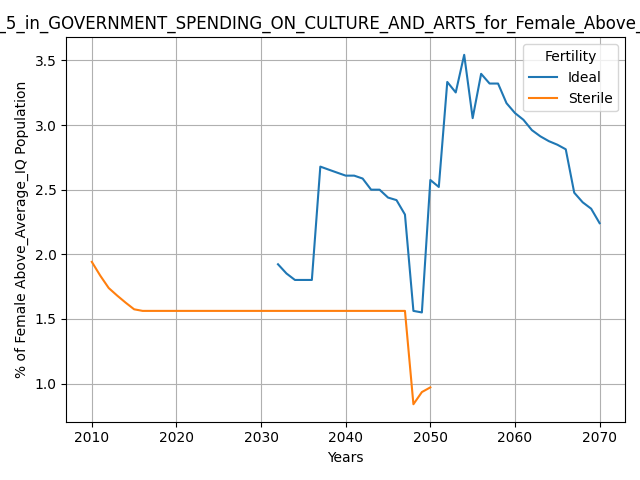 _5_in_GOVERNMENT_SPENDING_ON_CULTURE_AND_ARTS_for_Female_Above_
% of Female Above_Average_IQ Population
3.5
3.0
2.5
2.0
1.5
1.0
Fertility
Ideal
Sterile
2010 2020 2030 2040 2050 2060 2070
Years